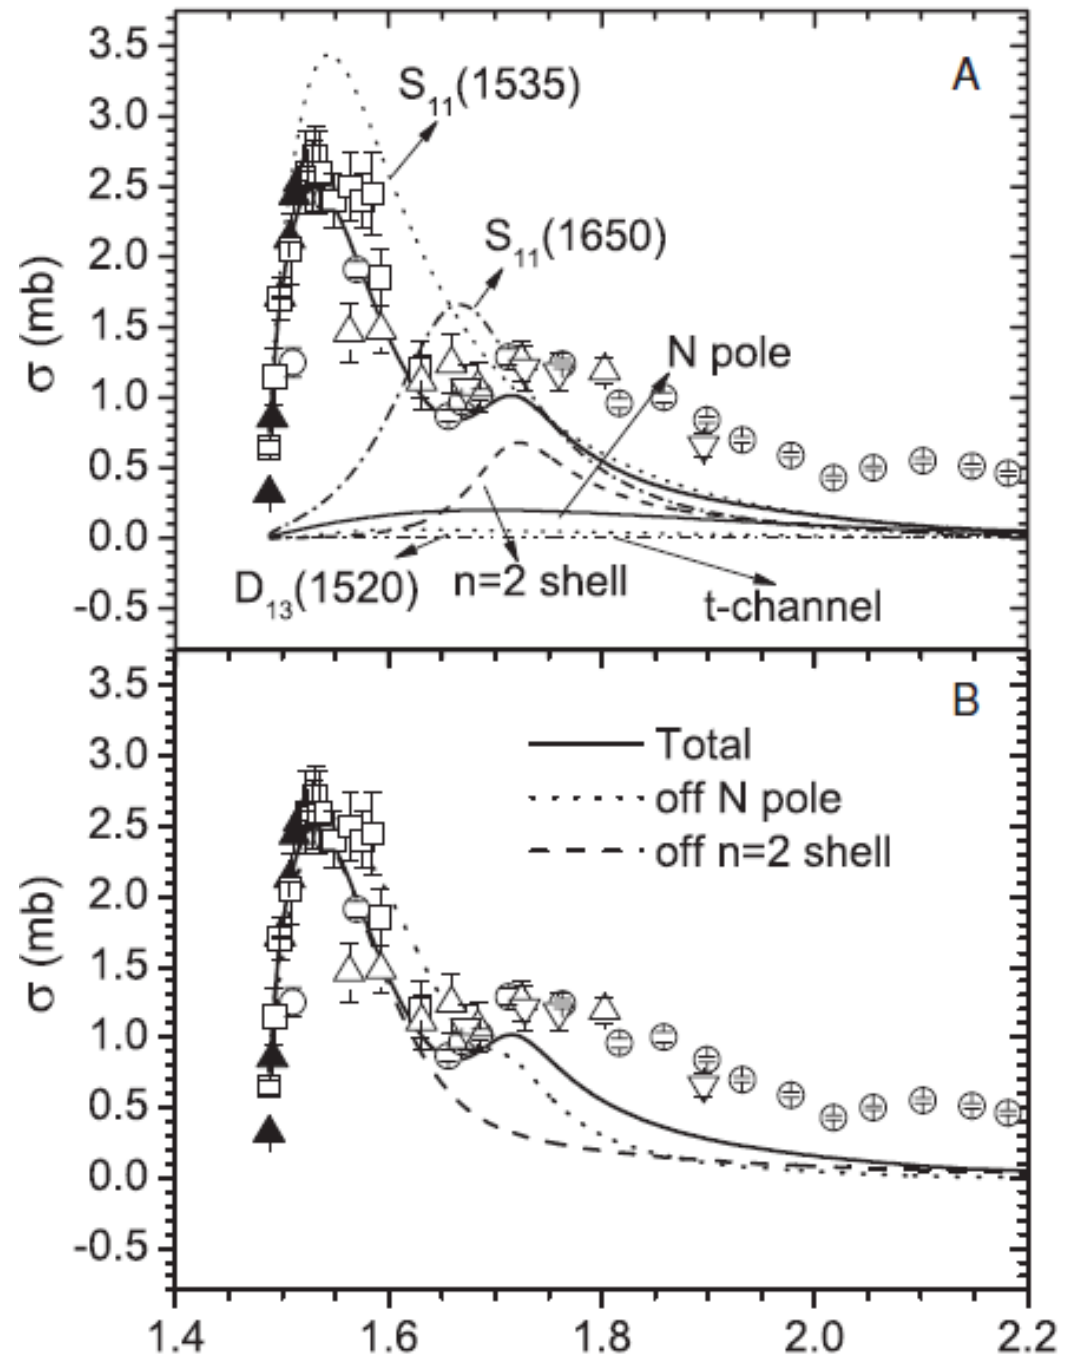 3.5
3.0
2.5
2.0
1.5
1.0
0.5
0.0
-0.5
σ (mb)
A
S₁₁(1535)
S₁₁(1650)
N pole
D₁₃(1520)
n=2 shell
t-channel
3.5
3.0
2.5
2.0
1.5
1.0
0.5
0.0
-0.5
σ (mb)
B
Total
off N pole
off n=2 shell
1.4 1.6 1.8 2.0 2.2